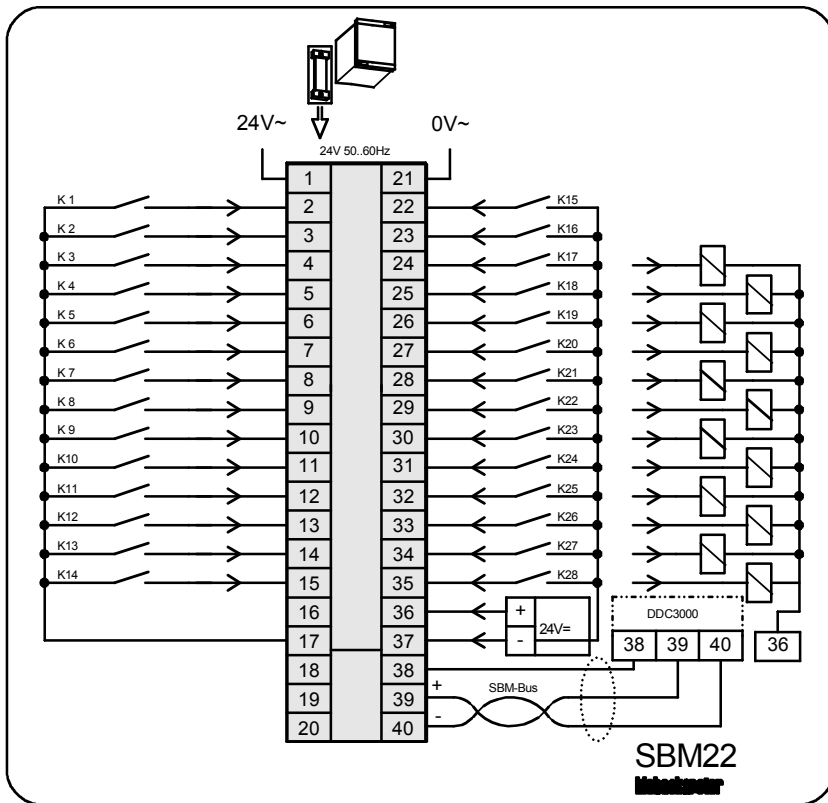 24V~ 0V~
24V 50..60Hz
1 21
K 1 2 22 K15
K 2 3 23 K16
K 3 4 24 K17
K 4 5 25 K18
K 5 6 26 K19
K 6 7 27 K20
K 7 8 28 K21
K 8 9 29 K22
K 9 10 30 K23
K10 11 31 K24
K11 12 32 K25
K12 13 33 K26
K13 14 34 K27
K14 15 35 K28
16 36 + DDC3000
17 37 - 24V= 38 39 40 36
18 38
19 39 + SBM-Bus
20 40 -
SBM22